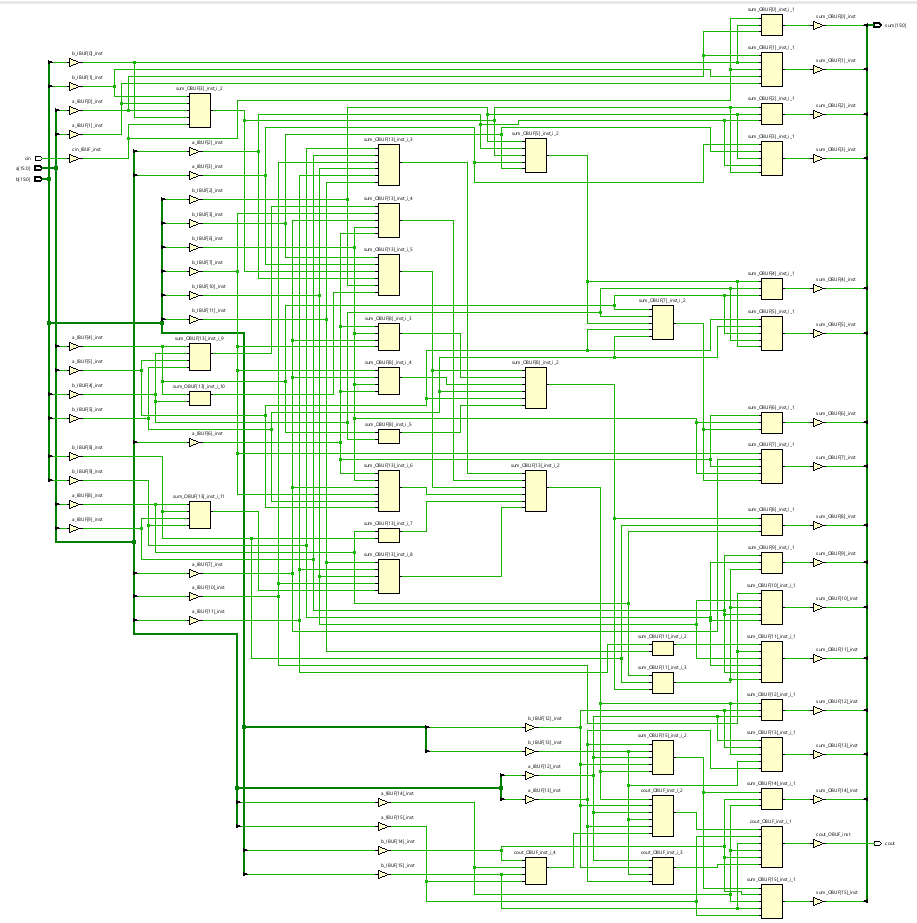 sum_OBUF[0]_inst_i_1
sum_OBUF[0]_inst
sum[15:0]
b_IBUF[0]_inst
sum_OBUF[1]_inst_i_1
sum_OBUF[1]_inst
b_IBUF[1]_inst
sum_OBUF[3]_inst_i_2
a_IBUF[0]_inst
sum_OBUF[2]_inst_i_1
sum_OBUF[2]_inst
a_IBUF[1]_inst
sum_OBUF[13]_inst_i_3
sum_OBUF[5]_inst_i_2
sum_OBUF[3]_inst_i_1
sum_OBUF[3]_inst
cin
cin_IBUF_inst
a_IBUF[2]_inst
a[15:0]
a_IBUF[3]_inst
b[15:0]
b_IBUF[2]_inst
sum_OBUF[13]_inst_i_4
b_IBUF[3]_inst
b_IBUF[6]_inst
sum_OBUF[13]_inst_i_5
b_IBUF[7]_inst
sum_OBUF[4]_inst_i_1
sum_OBUF[4]_inst
b_IBUF[10]_inst
sum_OBUF[7]_inst_i_2
b_IBUF[11]_inst
sum_OBUF[8]_inst_i_3
sum_OBUF[5]_inst_i_1
sum_OBUF[5]_inst
a_IBUF[4]_inst
sum_OBUF[13]_inst_i_9
a_IBUF[5]_inst
sum_OBUF[8]_inst_i_4
sum_OBUF[8]_inst_i_2
b_IBUF[4]_inst
sum_OBUF[13]_inst_i_10
b_IBUF[5]_inst
sum_OBUF[6]_inst_i_1
sum_OBUF[6]_inst
a_IBUF[6]_inst
sum_OBUF[8]_inst_i_5
b_IBUF[8]_inst
sum_OBUF[7]_inst_i_1
sum_OBUF[7]_inst
b_IBUF[9]_inst
sum_OBUF[13]_inst_i_6
sum_OBUF[13]_inst_i_2
a_IBUF[8]_inst
sum_OBUF[13]_inst_i_11
a_IBUF[9]_inst
sum_OBUF[13]_inst_i_7
sum_OBUF[8]_inst_i_1
sum_OBUF[8]_inst
sum_OBUF[13]_inst_i_8
sum_OBUF[9]_inst_i_1
sum_OBUF[9]_inst
a_IBUF[7]_inst
a_IBUF[10]_inst
sum_OBUF[10]_inst_i_1
sum_OBUF[10]_inst
a_IBUF[11]_inst
sum_OBUF[11]_inst_i_2
sum_OBUF[11]_inst_i_1
sum_OBUF[11]_inst
sum_OBUF[11]_inst_i_3
sum_OBUF[12]_inst_i_1
sum_OBUF[12]_inst
b_IBUF[12]_inst
b_IBUF[13]_inst
sum_OBUF[15]_inst_i_2
sum_OBUF[13]_inst_i_1
sum_OBUF[13]_inst
a_IBUF[12]_inst
a_IBUF[13]_inst
sum_OBUF[14]_inst_i_1
sum_OBUF[14]_inst
a_IBUF[14]_inst
cout_OBUF_inst_i_2
a_IBUF[15]_inst
cout_OBUF_inst_i_1
cout_OBUF_inst
cout
b_IBUF[14]_inst
cout_OBUF_inst_i_4
cout_OBUF_inst_i_3
b_IBUF[15]_inst
sum_OBUF[15]_inst_i_1
sum_OBUF[15]_inst